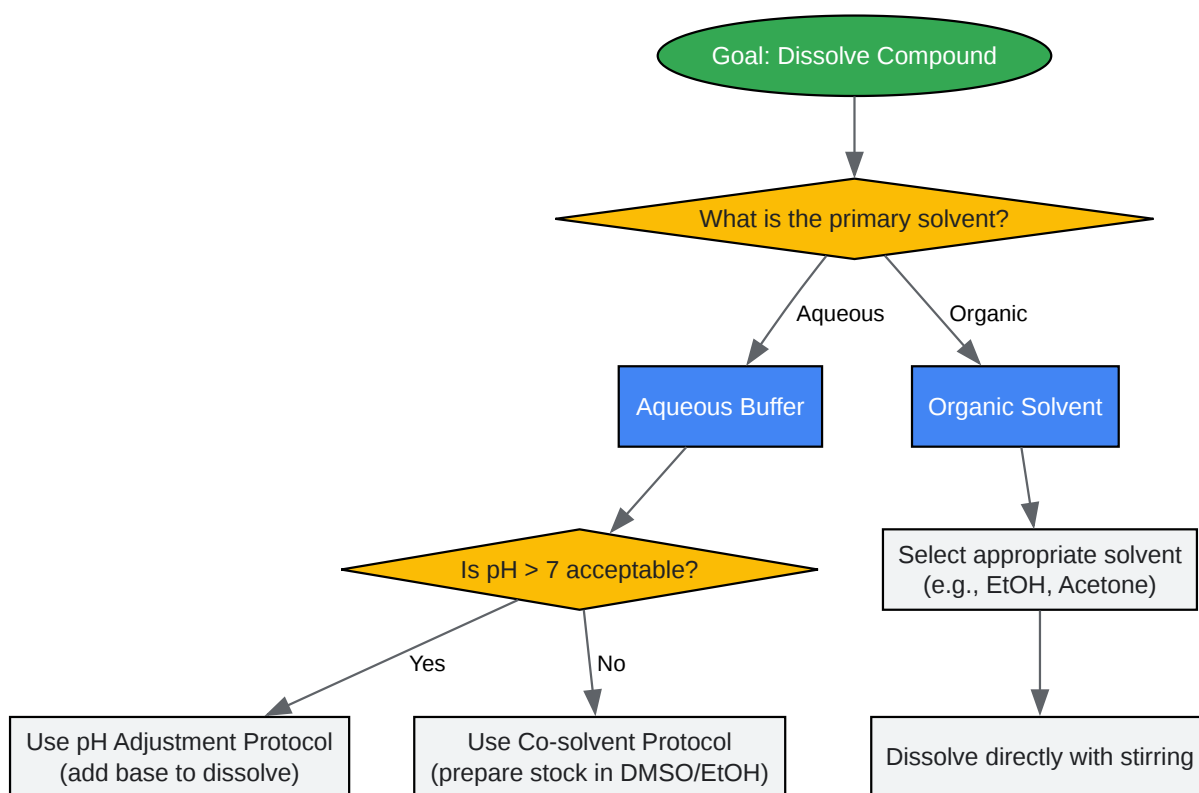 Goal: Dissolve Compound
What is the primary solvent?
Aqueous
Organic
Aqueous Buffer
Organic Solvent
Is pH > 7 acceptable?
Select appropriate solvent
(e.g., EtOH, Acetone)
Yes
No
Use pH Adjustment Protocol
(add base to dissolve)
Use Co-solvent Protocol
(prepare stock in DMSO/EtOH)
Dissolve directly with stirring